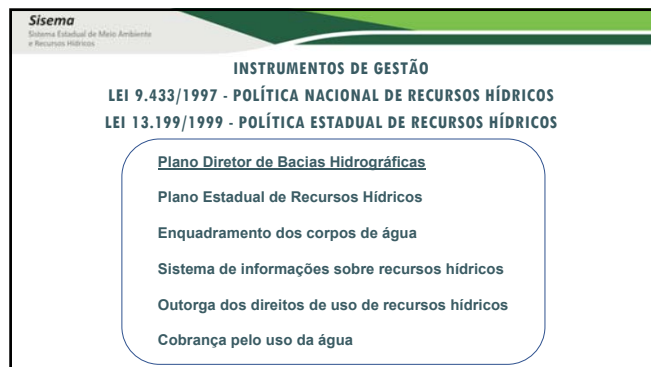 Sisema
Sistema Estadual de Meio Ambiente
e Recursos Hídricos
INSTRUMENTOS DE GESTÃO
LEI 9.433/1997 - POLÍTICA NACIONAL DE RECURSOS HÍDRICOS
LEI 13.199/1999 - POLÍTICA ESTADUAL DE RECURSOS HÍDRICOS
Plano Diretor de Bacias Hidrográficas
Plano Estadual de Recursos Hídricos
Enquadramento dos corpos de água
Sistema de informações sobre recursos hídricos
Outorga dos direitos de uso de recursos hídricos
Cobrança pelo uso da água